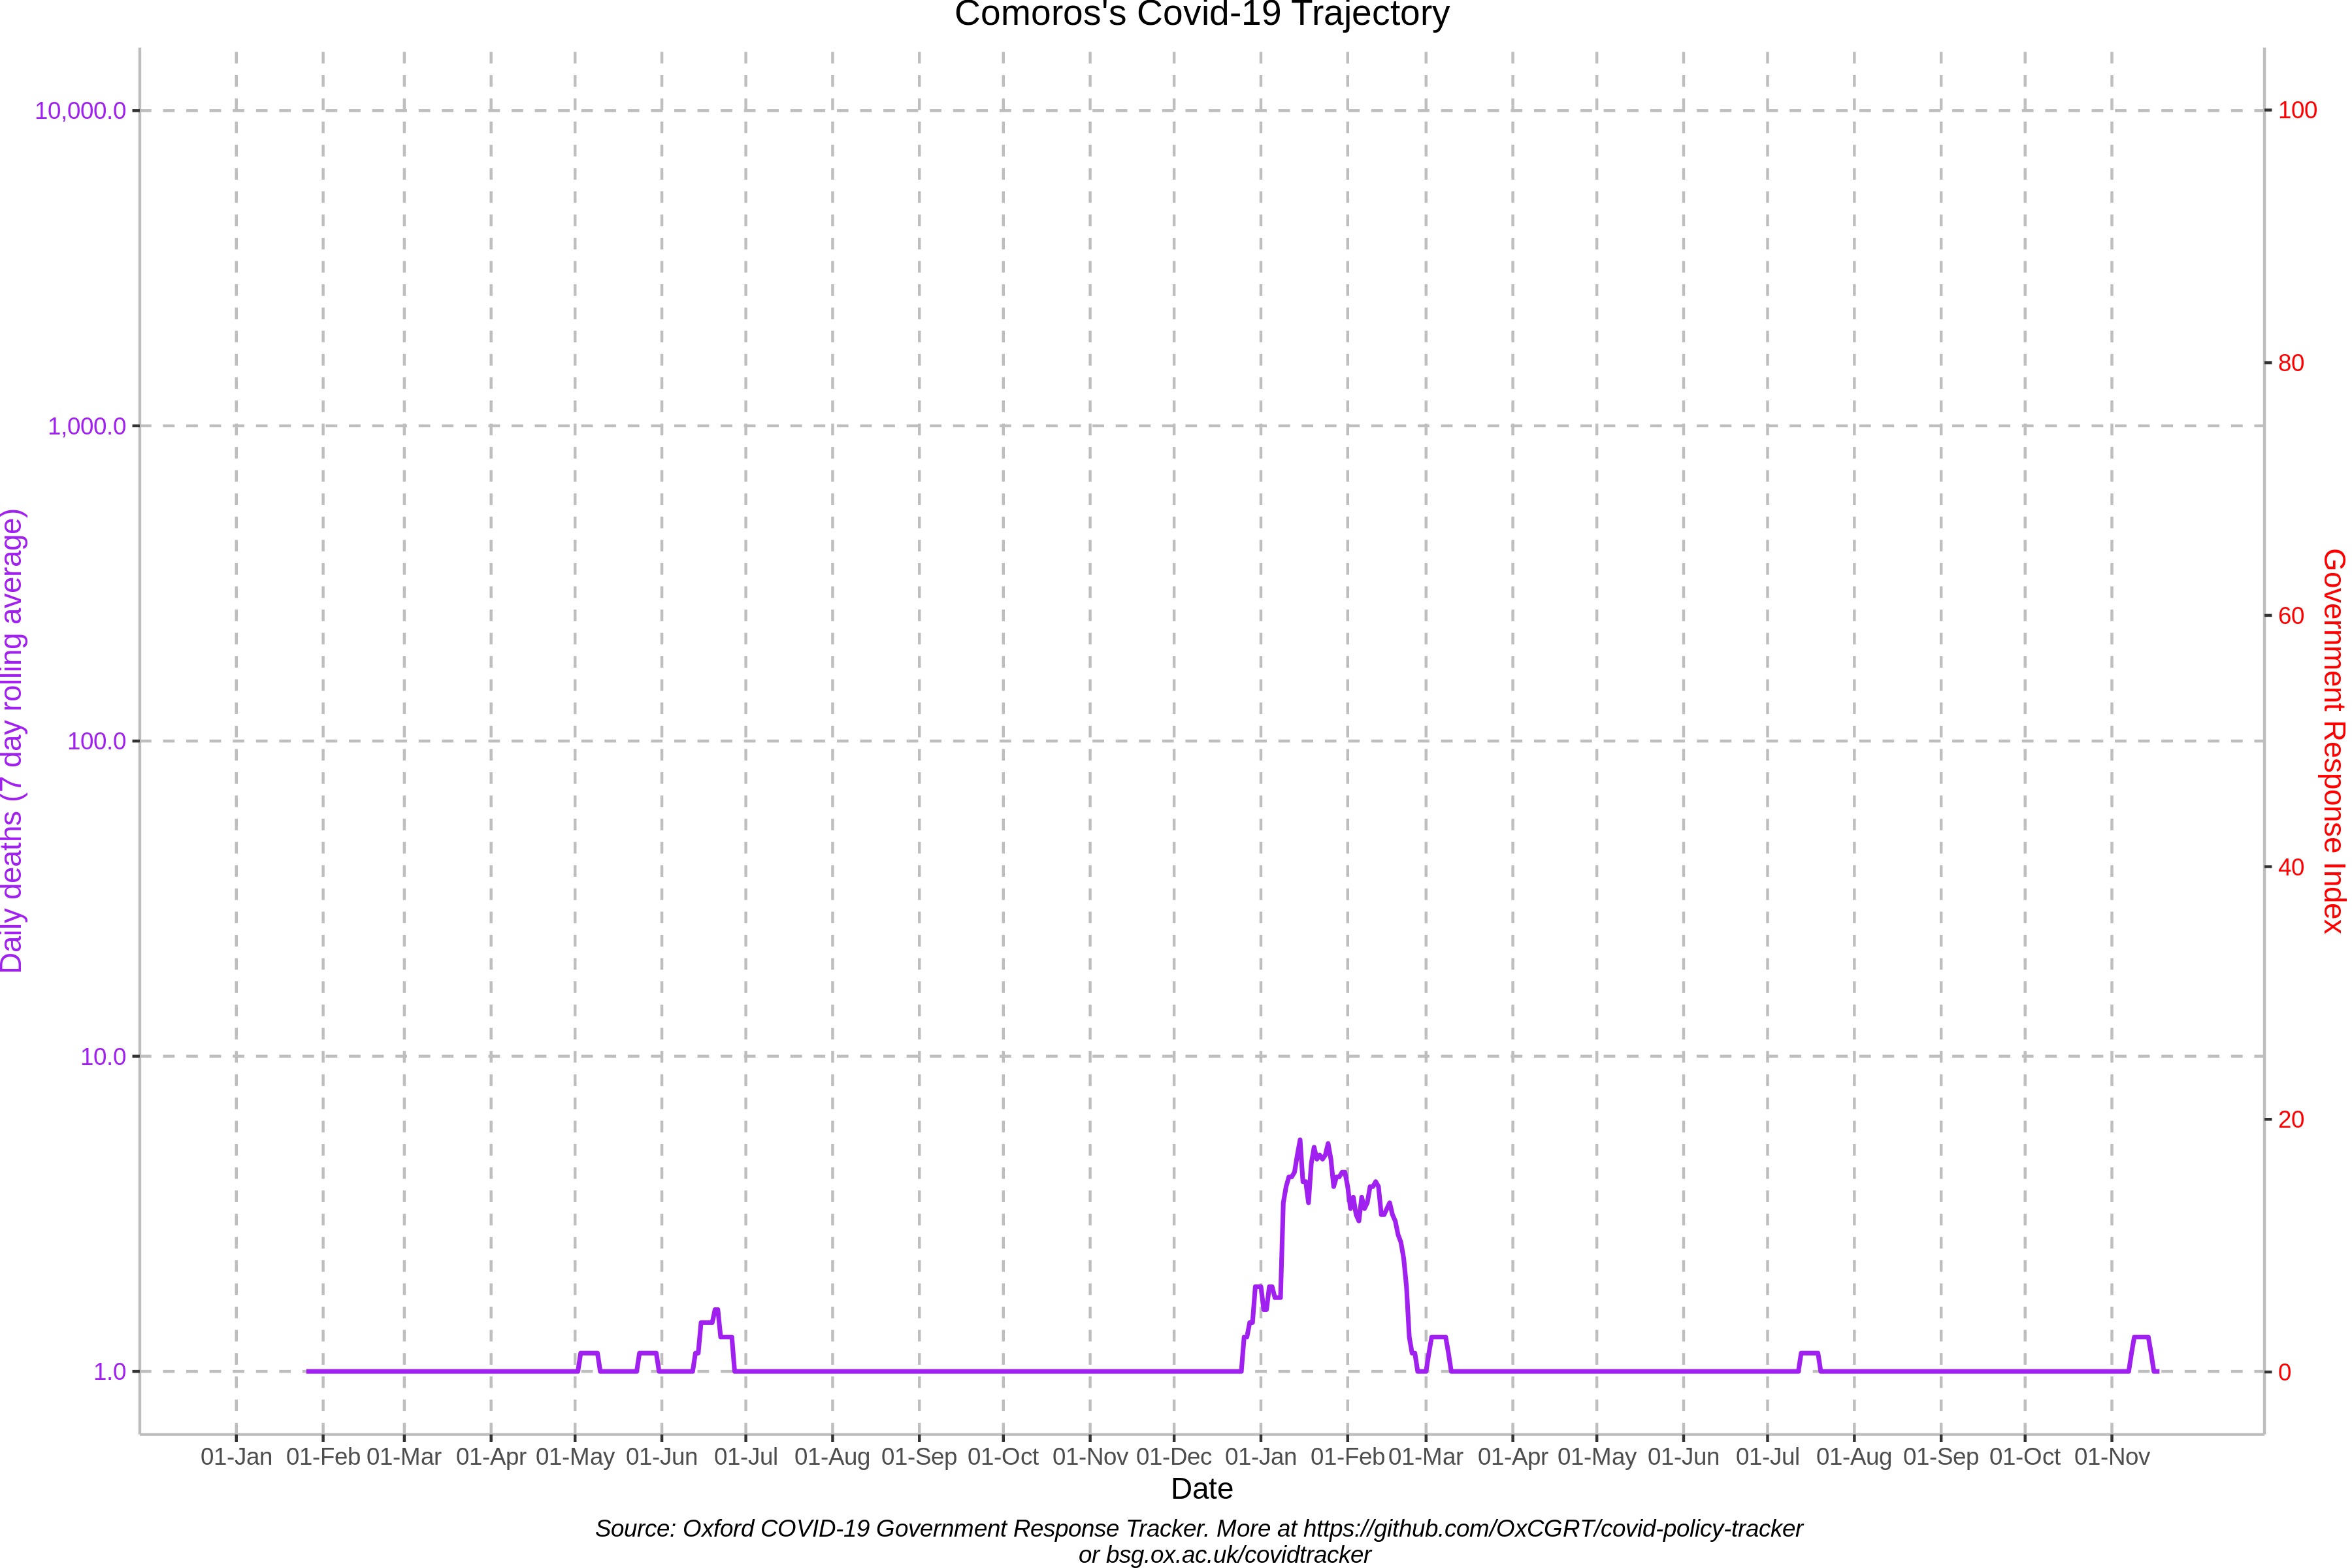 Comoros's Covid-19 Trajectory
10,000.0
1,000.0
100.0
10.0
1.0
Daily deaths (7 day rolling average)
100
80
60
40
20
0
Government Response Index
01-Jan 01-Feb 01-Mar 01-Apr 01-May 01-Jun 01-Jul 01-Aug 01-Sep 01-Oct 01-Nov 01-Dec 01-Jan 01-Feb 01-Mar 01-Apr 01-May 01-Jun 01-Jul 01-Aug 01-Sep 01-Oct 01-Nov
Date
Source: Oxford COVID-19 Government Response Tracker. More at https://github.com/OxCGRT/covid-policy-tracker
or bsg.ox.ac.uk/covidtracker